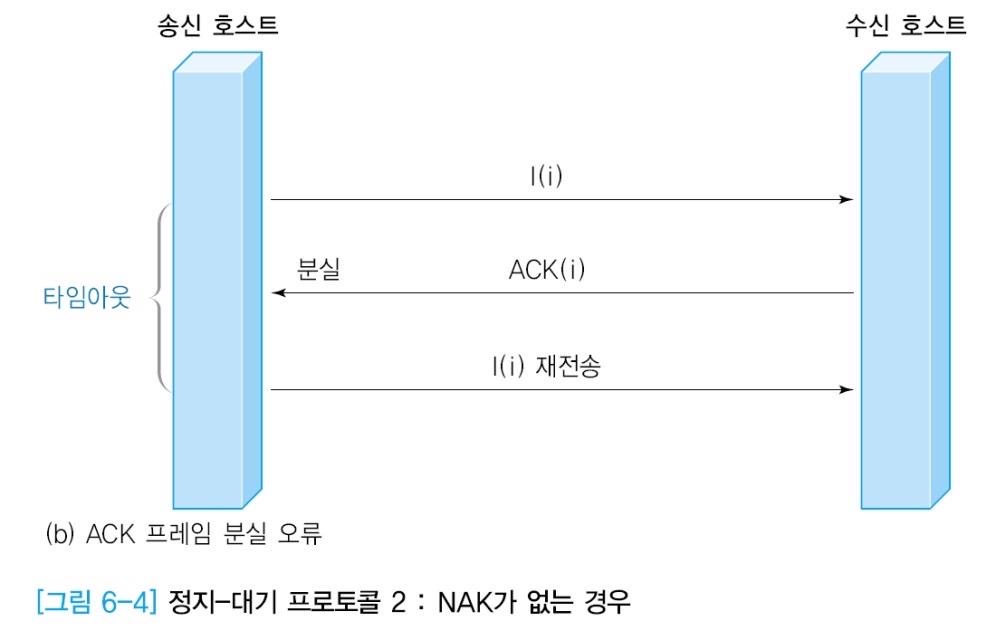 송신 호스트
수신 호스트
I(i)
분실
ACK(i)
타임아웃
I(i) 재전송
(b) ACK 프레임 분실 오류
[그림 6-4] 정지-대기 프로토콜 2 : NAK가 없는 경우